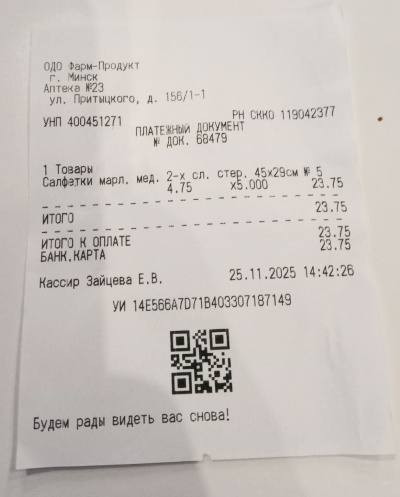 ОДО Фарм-Продукт
г. Минск
Аптека №23
ул. Притыцкого, д. 156/1-1
УНП 400451271 РН СККО 119042377
ПЛАТЕЖНЫЙ ДОКУМЕНТ
№ ДОК. 68479
1 Товары
Салфетки марл. мед. 2-х сл. стер. 45х29см № 5
4.75 х5.000 23.75
ИТОГО 23.75
ИТОГО К ОПЛАТЕ 23.75
БАНК.КАРТА 23.75
Кассир Зайцева Е.В. 25.11.2025 14:42:26
УИ 14E566A7D71B403307187149
Будем рады видеть вас снова!